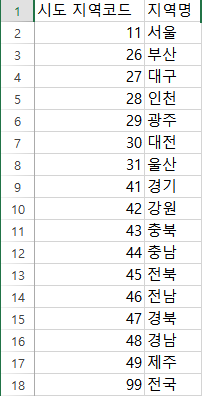 1 시도 지역코드 지역명
2 11 서울
3 26 부산
4 27 대구
5 28 인천
6 29 광주
7 30 대전
8 31 울산
9 41 경기
10 42 강원
11 43 충북
12 44 충남
13 45 전북
14 46 전남
15 47 경북
16 48 경남
17 49 제주
18 99 전국